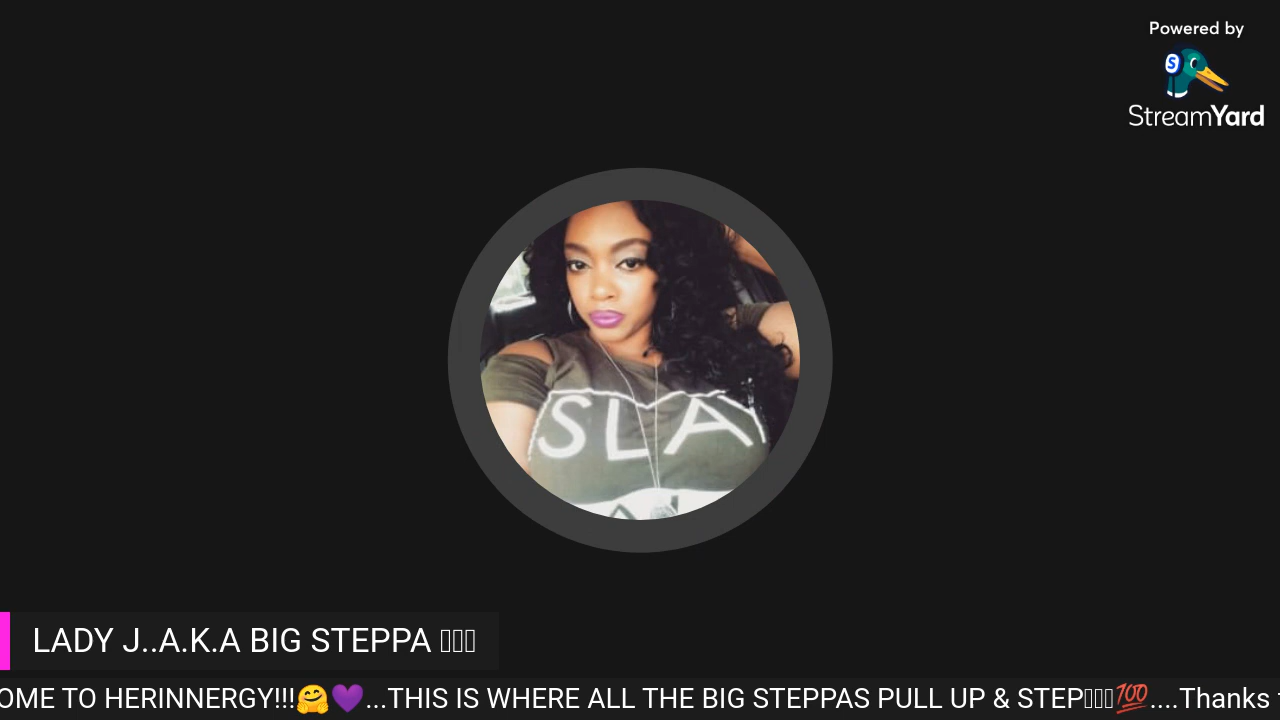 Powered by
S
StreamYard
SLAY
LADY J..A.K.A BIG STEPPA
OME TO HERINNERGY!!!🤗💜...THIS IS WHERE ALL THE BIG STEPPAS PULL UP & STEP💯....Thanks